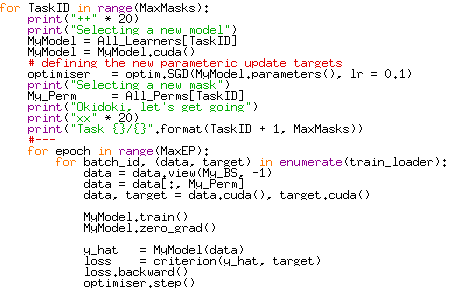 for TaskID in range(MaxMasks):
    print("++" * 20)
    print("Selecting a new model")
    MyModel = All_Learners[TaskID]
    MyModel = MyModel.cuda()
    # defining the new parameteric update targets
    optimiser   = optim.SGD(MyModel.parameters(), lr = 0.1)
    print("Selecting a new mask")
    My_Perm     = All_Perms[TaskID]
    print("Okidoki, let's get going")
    print("xx" * 20)
    print("Task {}/{}".format(TaskID + 1, MaxMasks))
    #---
    for epoch in range(MaxEP):
        for batch_id, (data, target) in enumerate(train_loader):
            data = data.view(My_BS, -1)
            data = data[:, My_Perm]
            data, target = data.cuda(), target.cuda()
            MyModel.train()
            MyModel.zero_grad()
            y_hat   = MyModel(data)
            loss    = criterion(y_hat, target)
            loss.backward()
            optimiser.step()